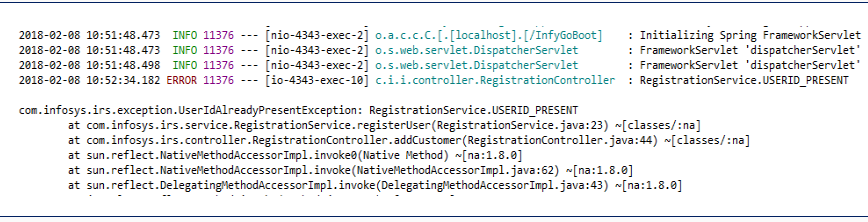 2018-02-08 10:51:48.473  INFO 11376 --- [nio-4343-exec-2] o.a.c.c.C.[.[localhost].[/InfyGoBoot]    : Initializing Spring FrameworkServlet
2018-02-08 10:51:48.473  INFO 11376 --- [nio-4343-exec-2] o.s.web.servlet.DispatcherServlet        : FrameworkServlet 'dispatcherServlet'
2018-02-08 10:51:48.498  INFO 11376 --- [nio-4343-exec-2] o.s.web.servlet.DispatcherServlet        : FrameworkServlet 'dispatcherServlet'
2018-02-08 10:52:34.182 ERROR 11376 --- [io-4343-exec-10] c.i.i.controller.RegistrationController  : RegistrationService.USERID_PRESENT
com.infosys.irs.exception.UserIdAlreadyPresentException: RegistrationService.USERID_PRESENT
at com.infosys.irs.service.RegistrationService.registerUser(RegistrationService.java:23) ~[classes/:na]
at com.infosys.irs.controller.RegistrationController.addCustomer(RegistrationController.java:44) ~[classes/:na]
at sun.reflect.NativeMethodAccessorImpl.invoke0(Native Method) ~[na:1.8.0]
at sun.reflect.NativeMethodAccessorImpl.invoke(NativeMethodAccessorImpl.java:62) ~[na:1.8.0]
at sun.reflect.DelegatingMethodAccessorImpl.invoke(DelegatingMethodAccessorImpl.java:43) ~[na:1.8.0]